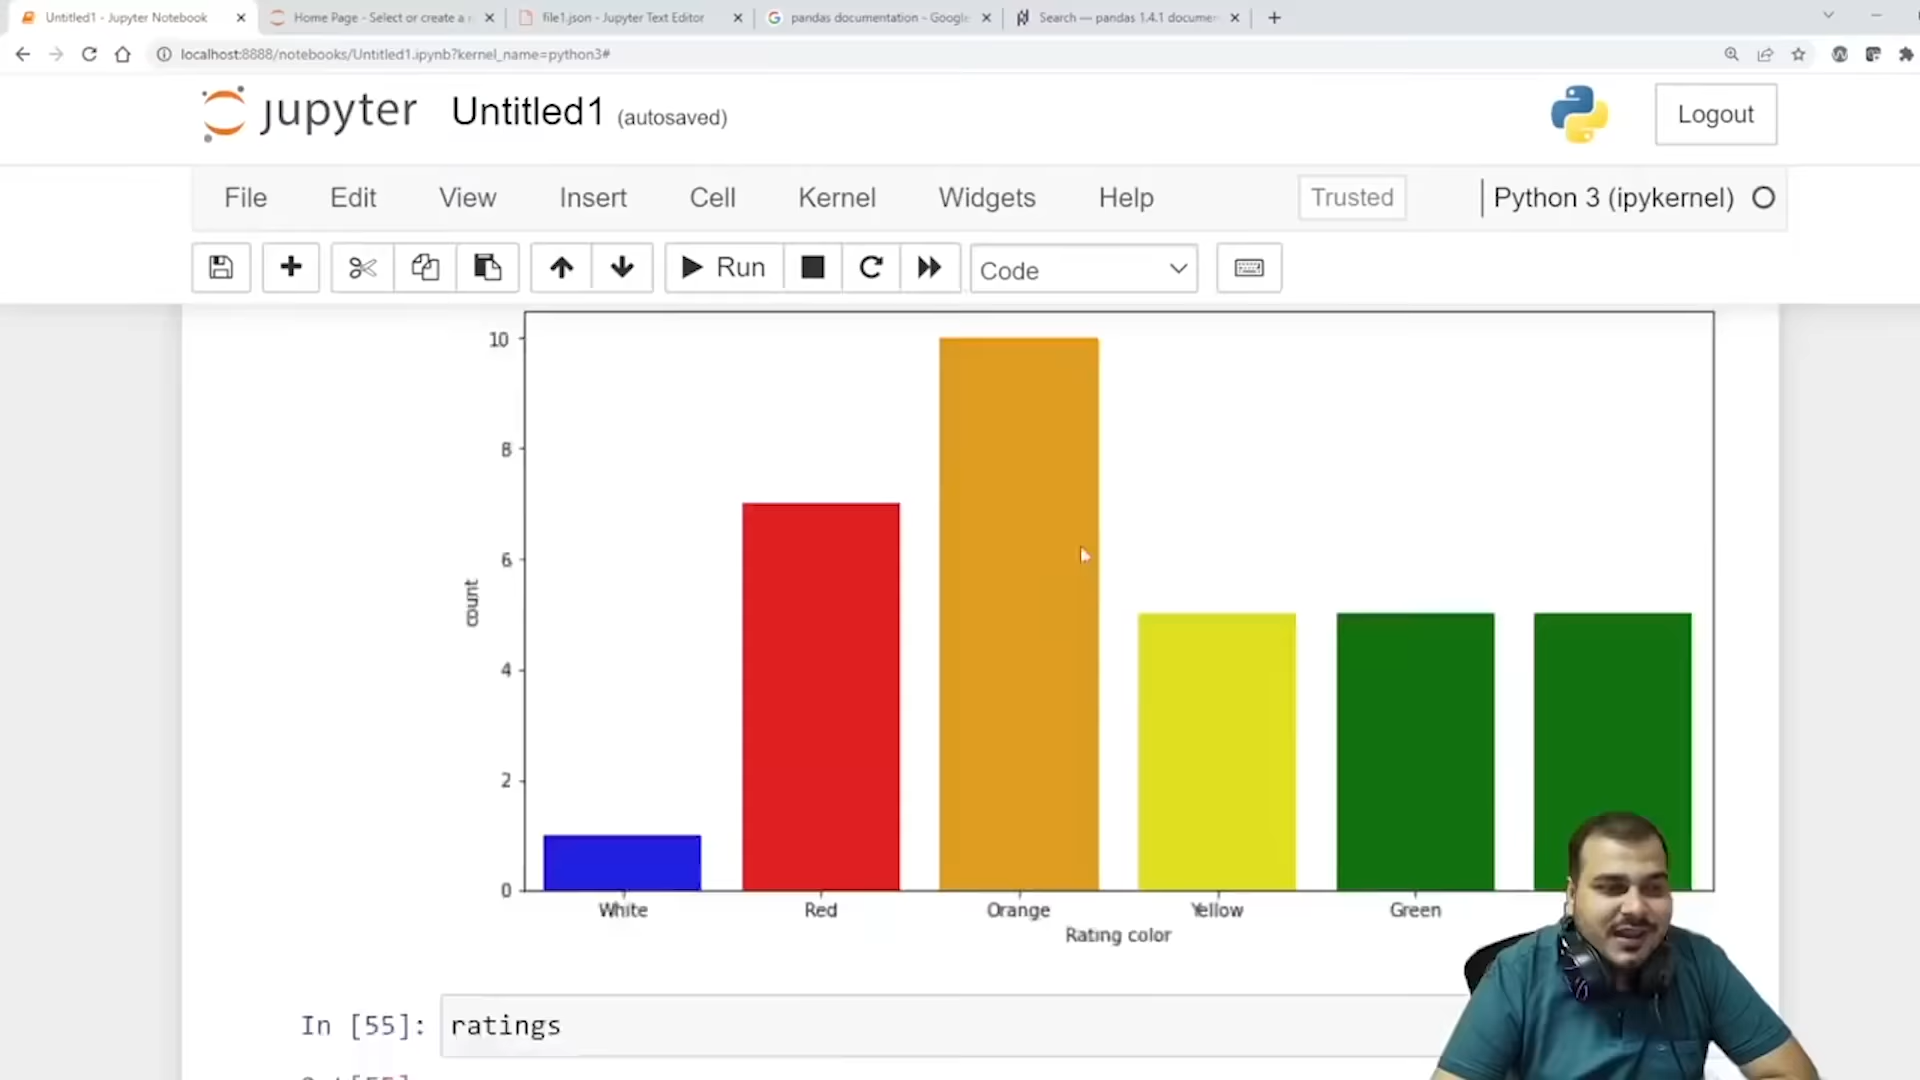 Untitled1 - Jupyter Notebook
Home Page - Select or create a
file1.json - Jupyter Text Editor
pandas documentation - Google
Search — pandas 1.4.1 documen
localhost:8888/notebooks/Untitled1.ipynb?kernel_name=python3#
jupyter Untitled1 (autosaved)
Logout
File Edit View Insert Cell Kernel Widgets Help Trusted Python 3 (ipykernel)
Run Code
10
8
6
4
2
0
count
White Red Orange Yellow Green
Rating color
In [55]: ratings